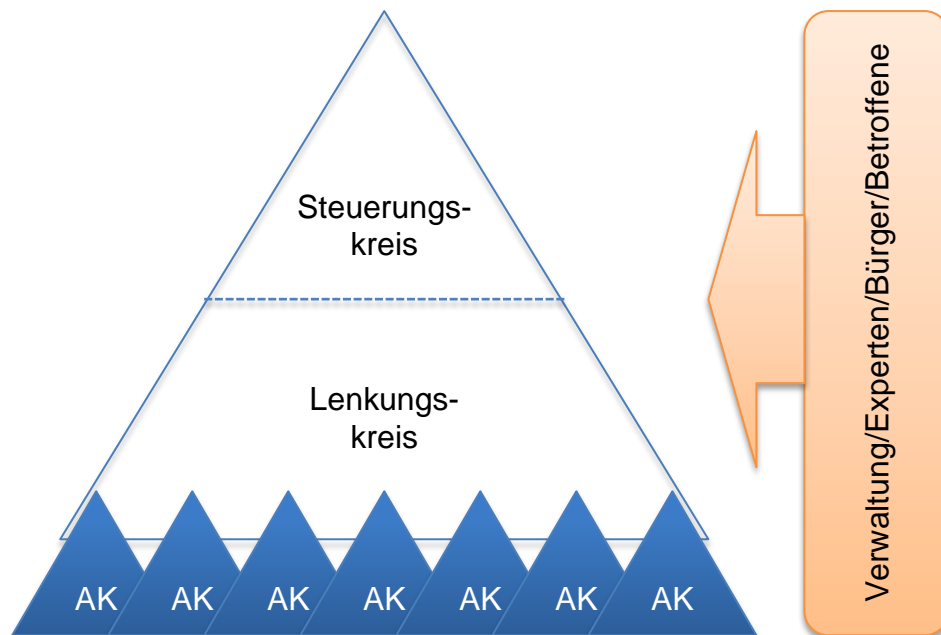 Steuerungs-
kreis
Lenkungs-
kreis
AK
AK
AK
AK
AK
AK
AK
Verwaltung/Experten/Bürger/Betroffene